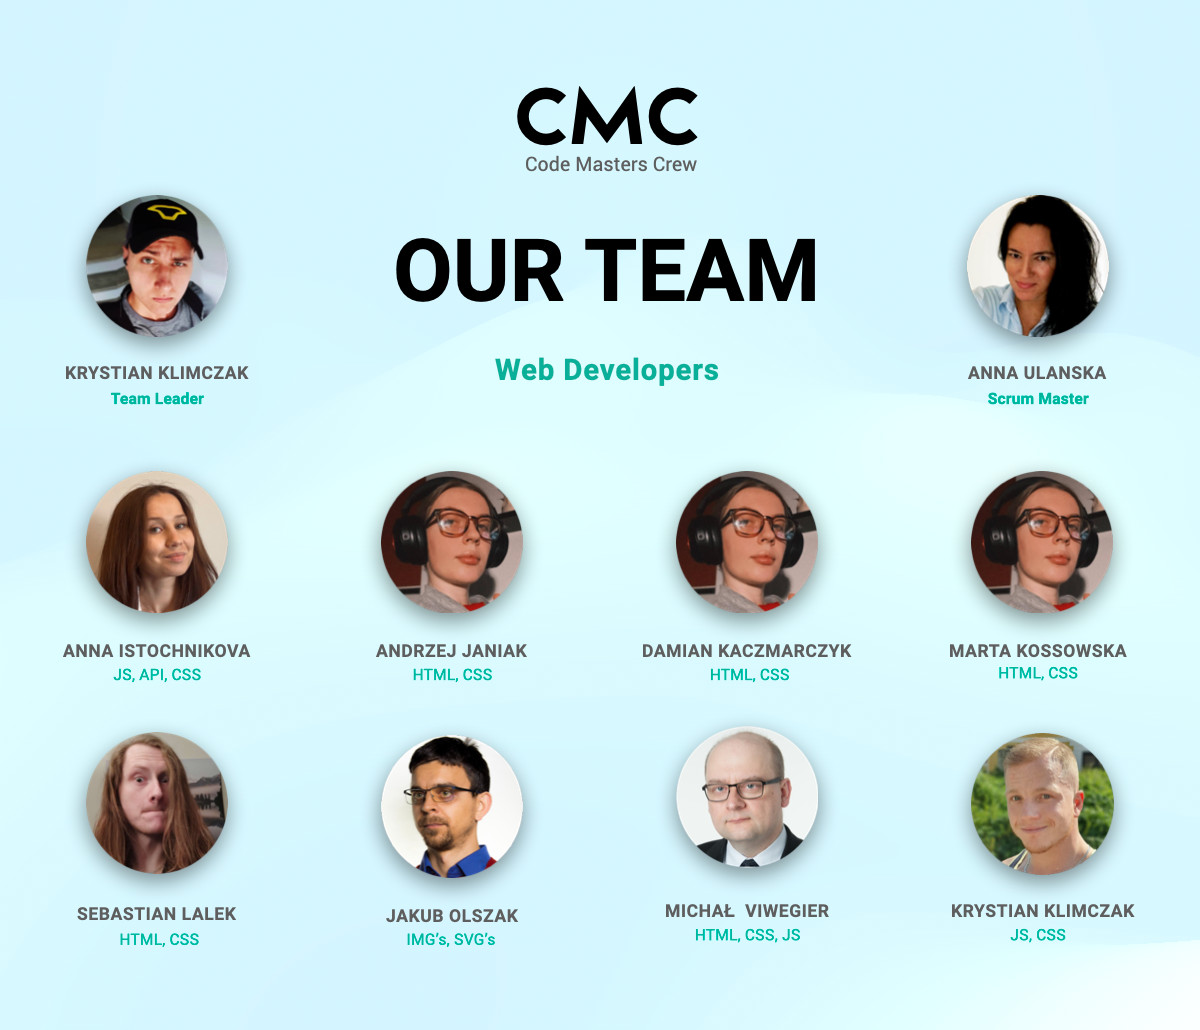 CMC
Code Masters Crew
OUR TEAM
Web Developers
KRYSTIAN KLIMCZAK
Team Leader
ANNA ULANSKA
Scrum Master
ANNA ISTOCHNIKOVA
JS, API, CSS
ANDRZEJ JANIAK
HTML, CSS
DAMIAN KACZMARCZYK
HTML, CSS
MARTA KOSSOWSKA
HTML, CSS
SEBASTIAN LALEK
HTML, CSS
JAKUB OLSZAK
IMG's, SVG's
MICHAŁ  VIWEGIER
HTML, CSS, JS
KRYSTIAN KLIMCZAK
JS, CSS